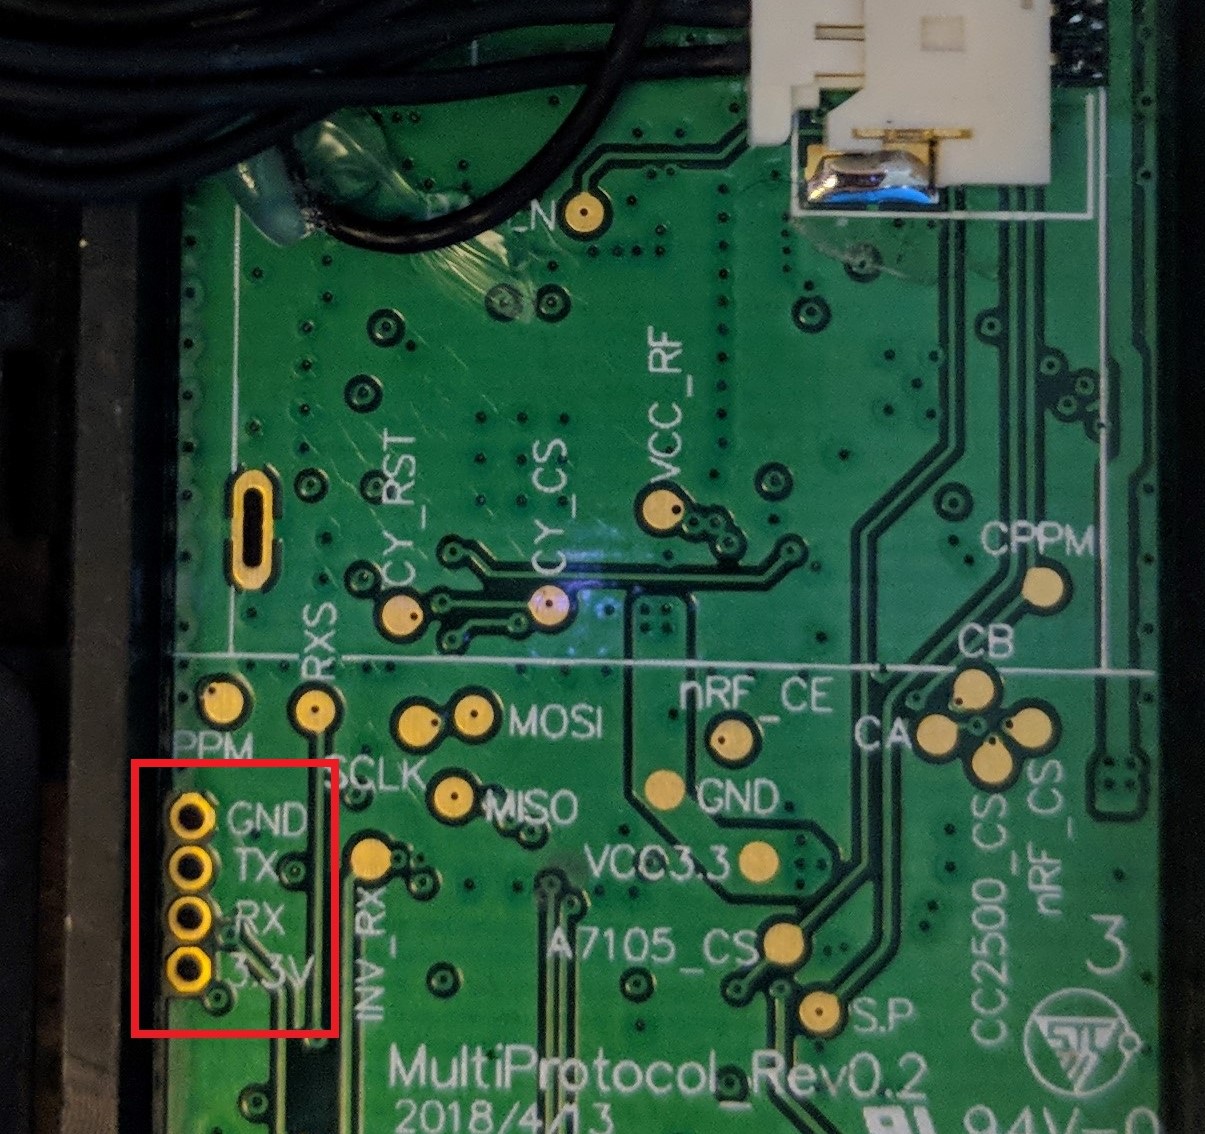 VCC_RF
CY_RST
CY_CS
CPPM
RXS
CB
nRF_CE
PPM
MOSI
CA
SCLK
GND
MISO
GND
TX
VCC3.3
RX
INV_RX
A7105_CS
CC2500_CS
nRF_CS
3
3.3V
S.P
MultiProtocol_Rev0.2
2018/4/13
94V-0